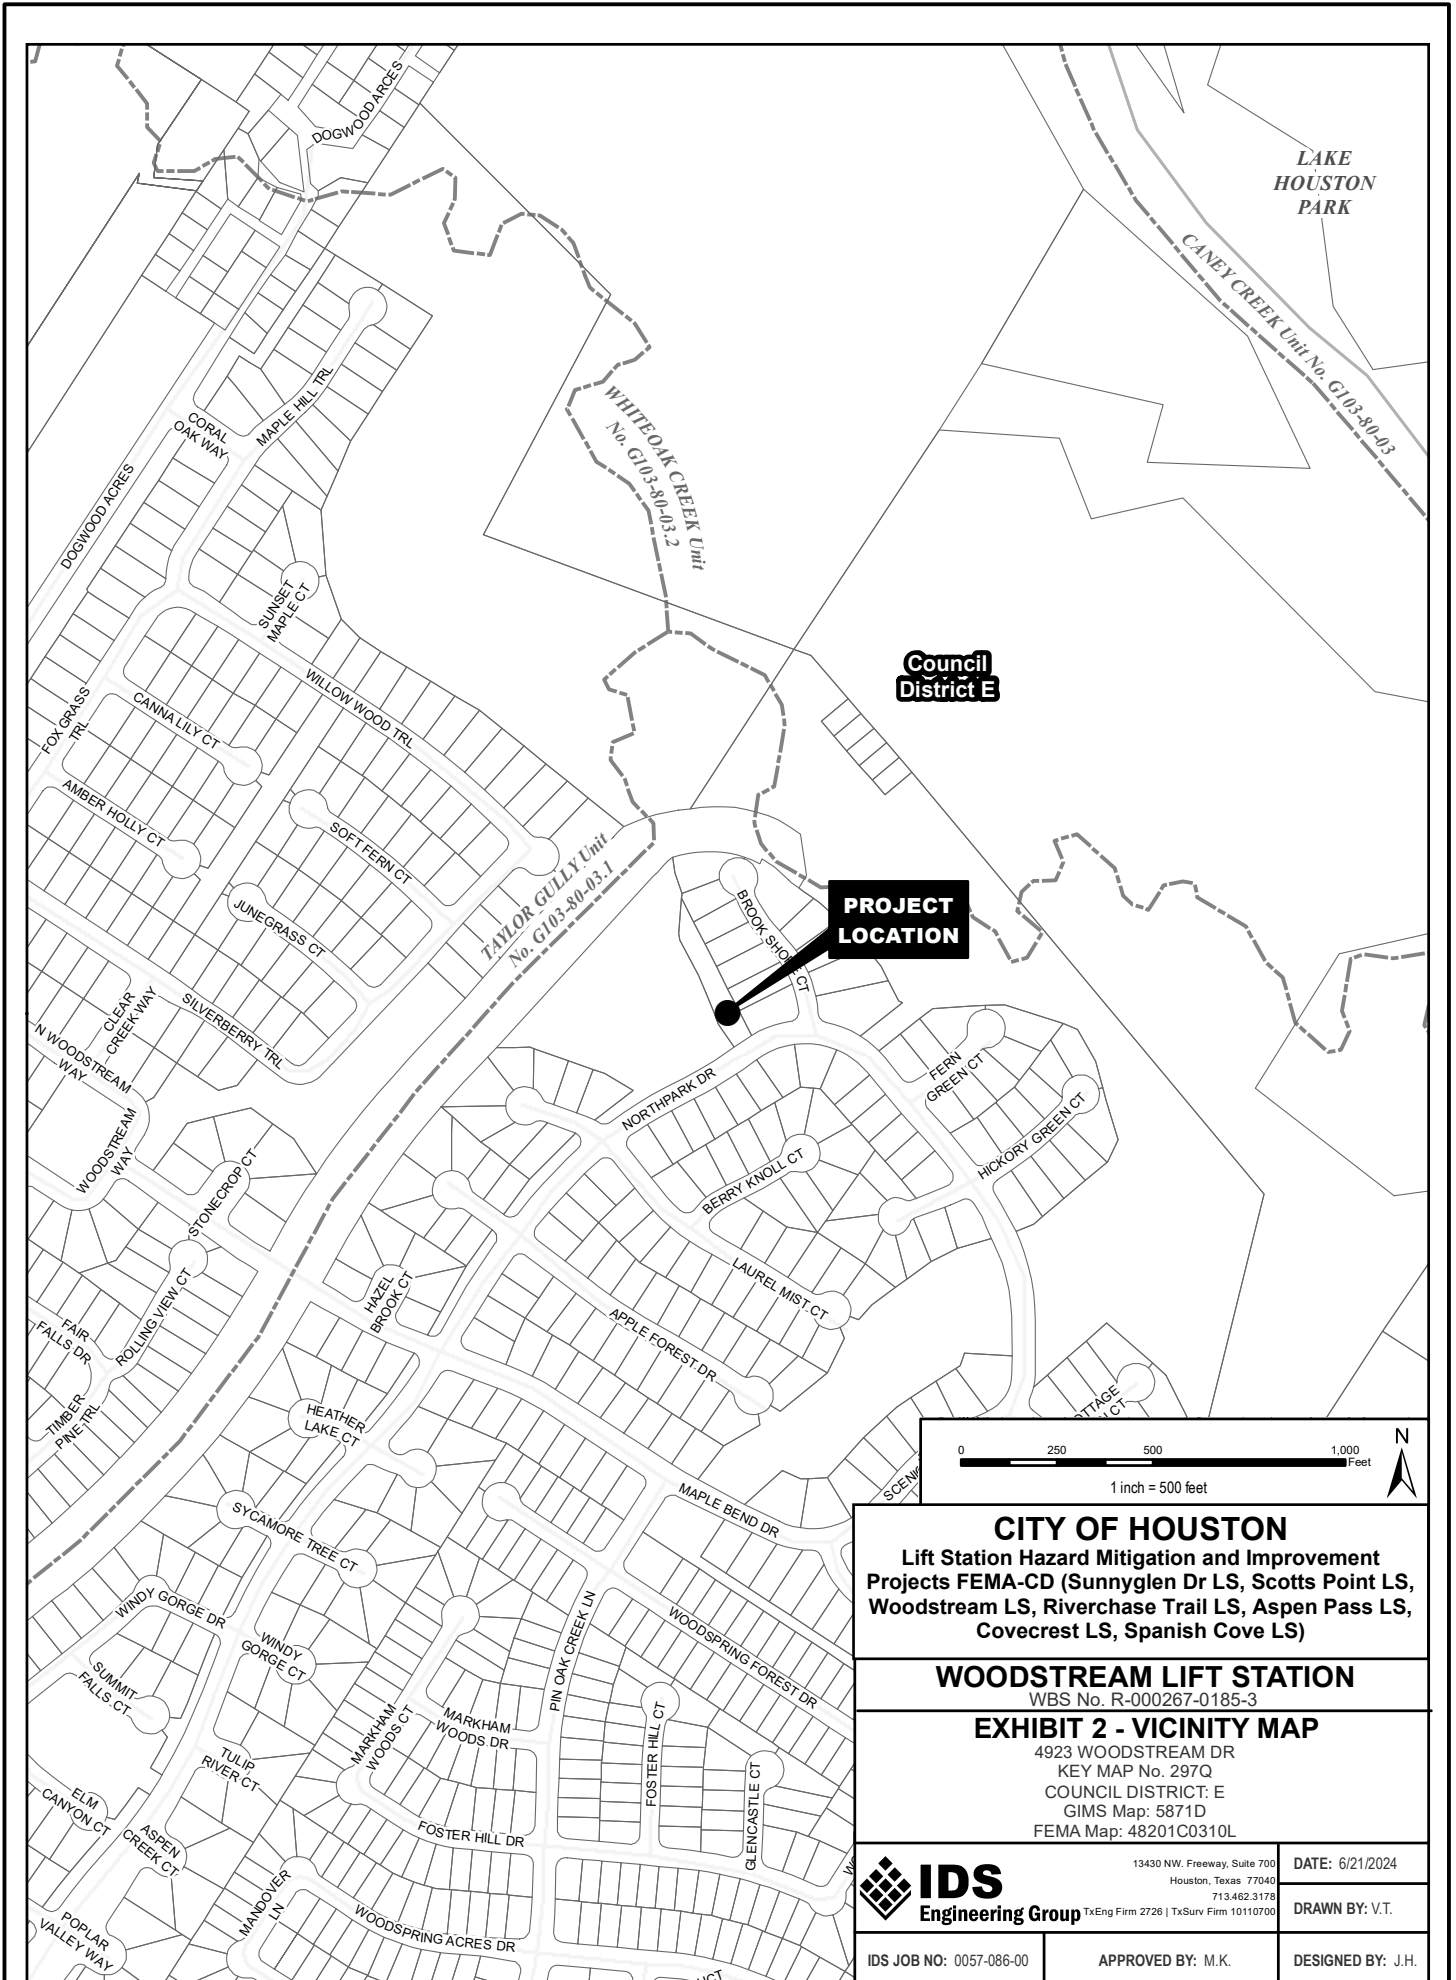 DOGWOOD ARCES
LAKE
HOUSTON
PARK
CANEY CREEK Unit No. G103-80-03
WHITEOAK CREEK Unit
No. G103-80-03.2
MAPLE HILL TRL
CORAL
OAK WAY
DOGWOOD ACRES
SUNSET
MAPLE CT
WILLOW WOOD TRL
Council
District E
FOX GRASS
TRL
CANNA LILY CT
AMBER HOLLY CT
SOFT FERN CT
JUNEGRASS CT
TAYLOR GULLY Unit
No. G103-80-03.1
BROOK SHORE CT
PROJECT
LOCATION
CLEAR
CREEK WAY
SILVERBERRY TRL
N WOODSTREAM
WAY
WOODSTREAM
WAY
STONECROP CT
NORTHPARK DR
FERN
GREEN CT
HICKORY GREEN CT
BERRY KNOLL CT
LAUREL MIST CT
HAZEL
BROOK CT
ROLLING VIEW CT
FAIR
FALLS DR
TIMBER
PINE TRL
APPLE FOREST DR
HEATHER
LAKE CT
SYCAMORE TREE CT
MAPLE BEND DR
WINDY GORGE DR
WINDY
GORGE CT
SUMMIT
FALLS CT
PIN OAK CREEK LN
WOODSPRING FOREST DR
MARKHAM
WOODS CT
MARKHAM
WOODS DR
FOSTER HILL CT
GLENCASTLE CT
TULIP
RIVER CT
ELM
CANYON CT
ASPEN
CREEK CT
FOSTER HILL DR
MANDOVER
LN
WOODSPRING ACRES DR
POPLAR
VALLEY WAY
0 250 500 1,000
Feet
1 inch = 500 feet
N
CITY OF HOUSTON
Lift Station Hazard Mitigation and Improvement
Projects FEMA-CD (Sunnyglen Dr LS, Scotts Point LS,
Woodstream LS, Riverchase Trail LS, Aspen Pass LS,
Covecrest LS, Spanish Cove LS)
WOODSTREAM LIFT STATION
WBS No. R-000267-0185-3
EXHIBIT 2 - VICINITY MAP
4923 WOODSTREAM DR
KEY MAP No. 297Q
COUNCIL DISTRICT: E
GIMS Map: 5871D
FEMA Map: 48201C0310L
IDS
Engineering Group
13430 NW. Freeway, Suite 700
Houston, Texas 77040
713.462.3178
TxEng Firm 2726 | TxSurv Firm 10110700
DATE: 6/21/2024
DRAWN BY: V.T.
IDS JOB NO: 0057-086-00
APPROVED BY: M.K.
DESIGNED BY: J.H.